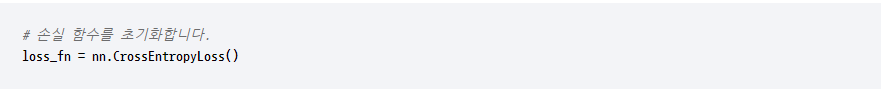 # 손실 함수를 초기화합니다.
loss_fn = nn.CrossEntropyLoss()